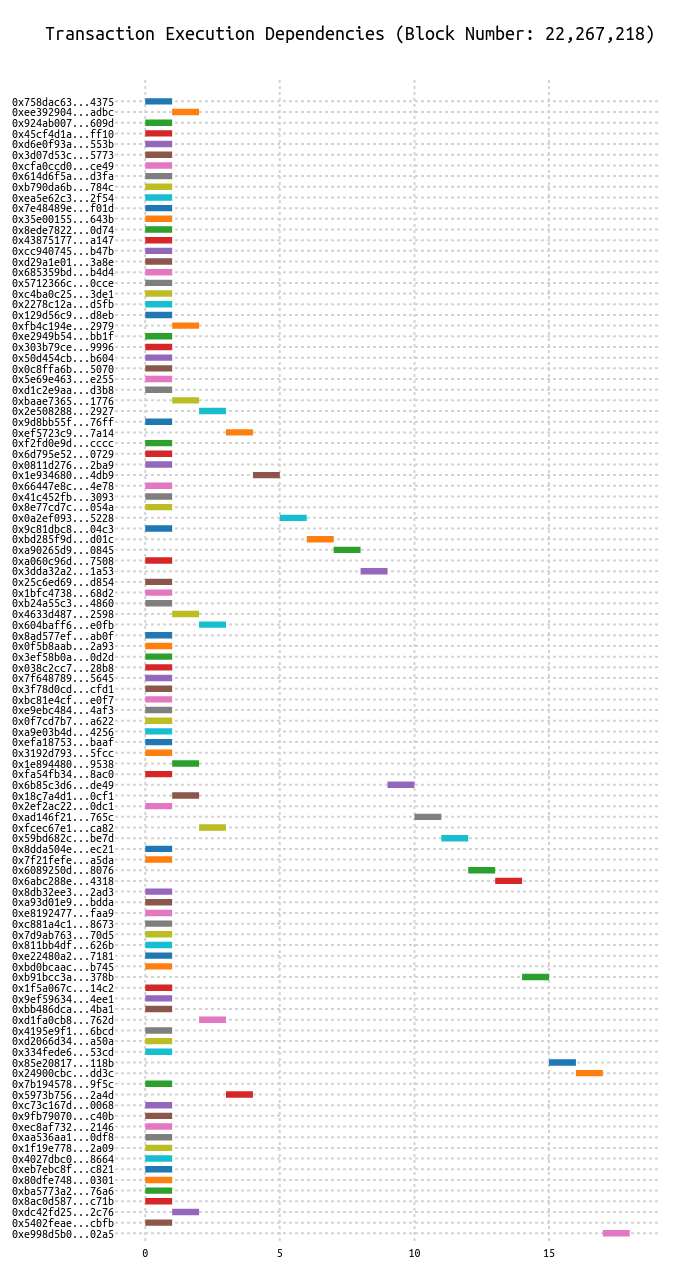 Transaction Execution Dependencies (Block Number: 22,267,218)
0x758dac63...4375
0xee392904...adbc
0x924ab007...609d
0x45cf4d1a...ff10
0xd6e0f93a...553b
0x3d07d53c...5773
0xcfa0ccd0...ce49
0x614d6f5a...d3fa
0xb790da6b...784c
0xea5e62c3...2f54
0x7e48489e...f01d
0x35e00155...643b
0x8ede7822...0d74
0x43875177...a147
0xcc940745...b47b
0xd29a1e01...3a8e
0x685359bd...b4d4
0x5712366c...0cce
0xc4ba0c25...3de1
0x2278c12a...d5fb
0x129d56c9...d8eb
0xfb4c194e...2979
0xe2949b54...bb1f
0x303b79ce...9996
0x50d454cb...b604
0x0c8ffa6b...5070
0x5e69e463...e255
0xd1c2e9aa...d3b8
0xbaae7365...1776
0x2e508288...2927
0x9d8bb55f...76ff
0xef5723c9...7a14
0xf2fd0e9d...cccc
0x6d795e52...0729
0x0811d276...2ba9
0x1e934680...4db9
0x66447e8c...4e78
0x41c452fb...3093
0x8e77cd7c...054a
0x0a2ef093...5228
0x9c81dbc8...04c3
0xbd285f9d...d01c
0xa90265d9...0845
0xa060c96d...7508
0x3dda32a2...1a53
0x25c6ed69...d854
0x1bfc4738...68d2
0xb24a55c3...4860
0x4633d487...2598
0x604baff6...e0fb
0x8ad577ef...ab0f
0x0f5b8aab...2a93
0x3ef58b0a...0d2d
0x038c2cc7...28b8
0x7f648789...5645
0x3f78d0cd...cfd1
0xbc81e4cf...e0f7
0xe9ebc484...4af3
0x0f7cd7b7...a622
0xa9e03b4d...4256
0xefa18753...baaf
0x3192d793...5fcc
0x1e894480...9538
0xfa54fb34...8ac0
0x6b85c3d6...de49
0x18c7a4d1...0cf1
0x2ef2ac22...0dc1
0xad146f21...765c
0xfcec67e1...ca82
0x59bd682c...be7d
0x8dda504e...ec21
0x7f21fefe...a5da
0x6089250d...8076
0x6abc288e...4318
0x8db32ee3...2ad3
0xa93d01e9...bdda
0xe8192477...faa9
0xc881a4c1...8673
0x7d9ab763...70d5
0x811bb4df...626b
0xe22480a2...7181
0xbd0bcaac...b745
0xb91bcc3a...378b
0x1f5a067c...14c2
0x9ef59634...4ee1
0xbb486dca...4ba1
0xd1fa0cb8...762d
0x4195e9f1...6bcd
0xd2066d34...a50a
0x334fede6...53cd
0x85e20817...118b
0x24900cbc...dd3c
0x7b194578...9f5c
0x5973b756...2a4d
0xc73c167d...0068
0x9fb79070...c40b
0xec8af732...2146
0xaa536aa1...0df8
0x1f19e778...2a09
0x4027dbc0...8664
0xeb7ebc8f...c821
0x80dfe748...0301
0xba5773a2...76a6
0x8ac0d587...c71b
0xdc42fd25...2c76
0x5402feae...cbfb
0xe998d5b0...02a5
0 5 10 15